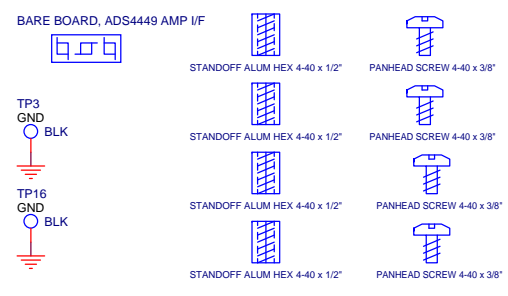 BARE BOARD, ADS4449 AMP I/F
STANDOFF ALUM HEX 4-40 x 1/2"
PANHEAD SCREW 4-40 x 3/8"
TP3
GND
BLK
STANDOFF ALUM HEX 4-40 x 1/2"
PANHEAD SCREW 4-40 x 3/8"
TP16
GND
BLK
STANDOFF ALUM HEX 4-40 x 1/2"
PANHEAD SCREW 4-40 x 3/8"
STANDOFF ALUM HEX 4-40 x 1/2"
PANHEAD SCREW 4-40 x 3/8"